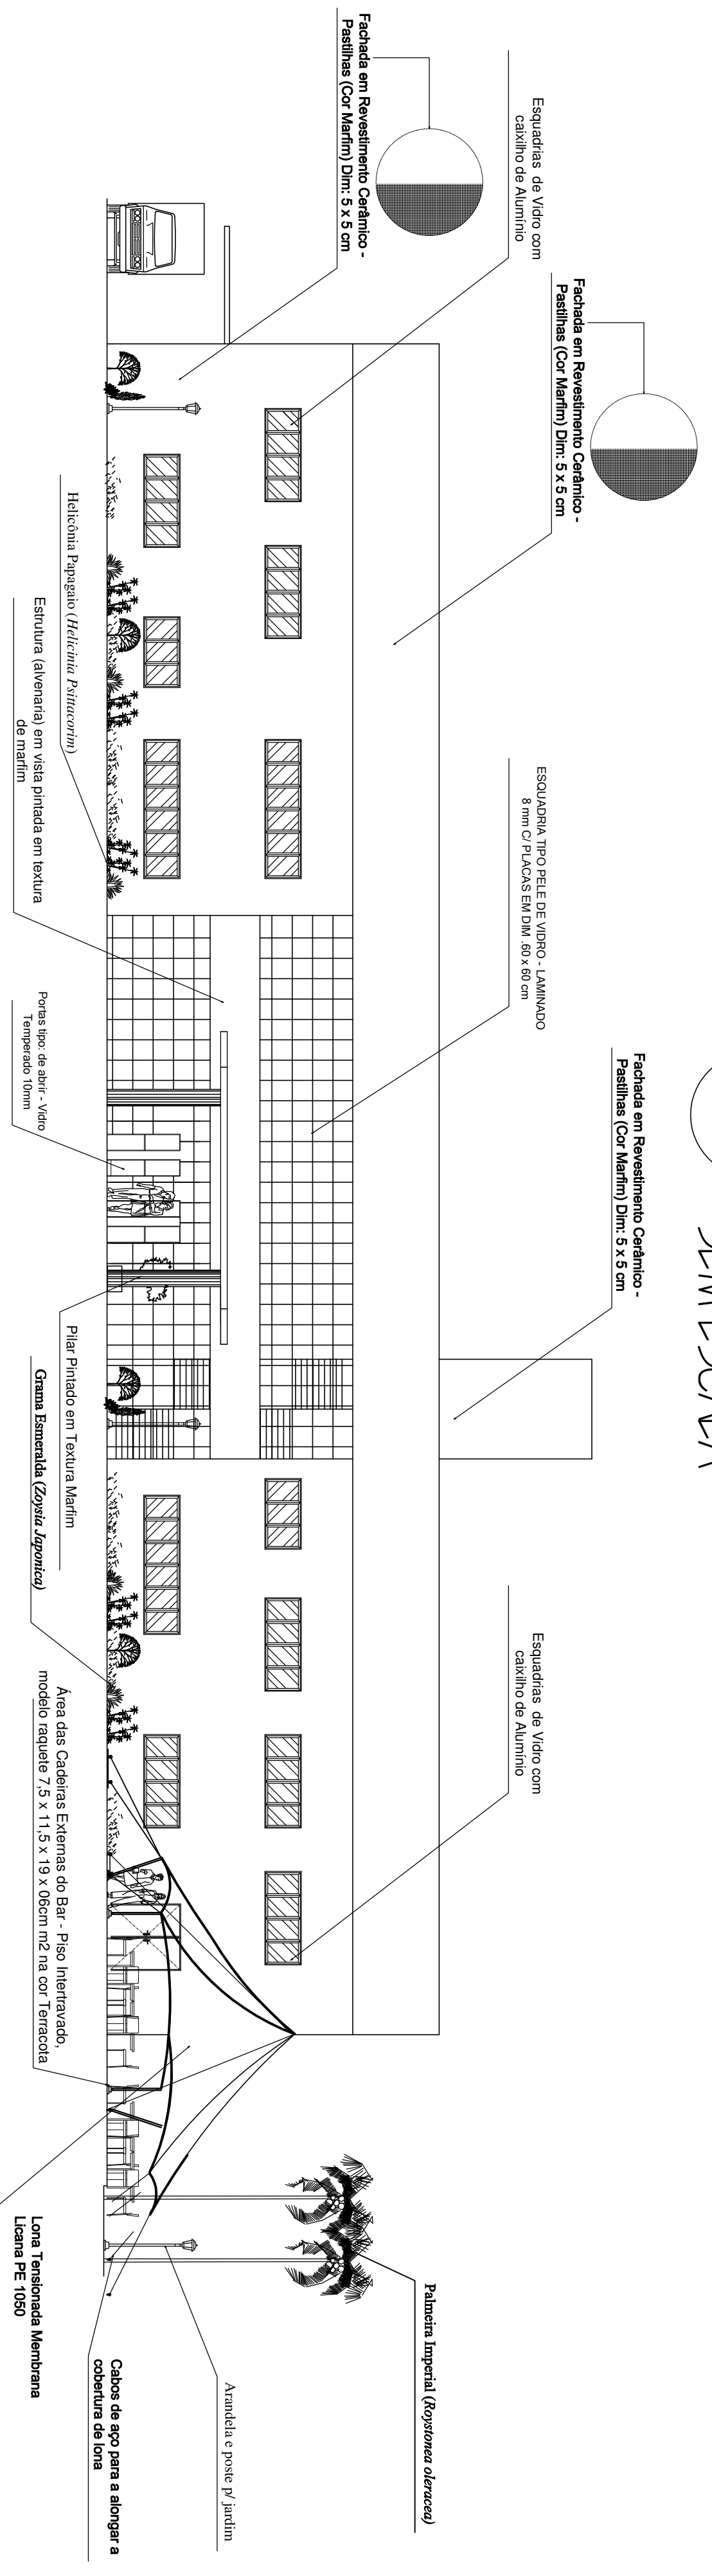 Fachada em Revestimento Cerâmico -
Pastilhas (Cor Marfim) Dim: 5 x 5 cm
Esquadrias de Vidro com
caixilho de Alumínio
Fachada em Revestimento Cerâmico -
Pastilhas (Cor Marfim) Dim: 5 x 5 cm
ESQUADRIA TIPO PELE DE VIDRO - LAMINADO
8 mm C/ PLACAS EM DIM .60 x 60 cm
Fachada em Revestimento Cerâmico -
Pastilhas (Cor Marfim) Dim: 5 x 5 cm
Esquadrias de Vidro com
caixilho de Alumínio
Palmeira Imperial (Roystonea oleracea)
Helicônia Papagaio (Helicinia Psittacorim)
Estrutura (alvenaria) em vista pintada em textura
de marfim
Portas tipo: de abrir - Vidro
Temperado 10mm
Pilar Pintado em Textura Marfim
Grama Esmeralda (Zoysia Japonica)
Área das Cadeiras Externas do Bar - Piso Intertravado,
modelo raquete 7,5 x 11,5 x 19 x 06cm m2 na cor Terracota
Lona Tensionada Membrana
Licana PE 1050
Arandela e poste p/ jardim
Cabos de aço para a alongar a
cobertura de lona